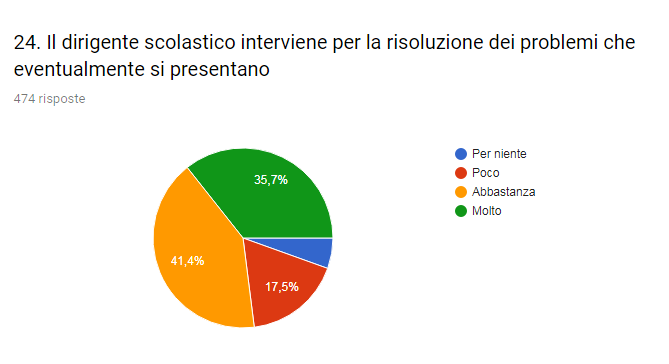 24. Il dirigente scolastico interviene per la risoluzione dei problemi che
eventualmente si presentano
474 risposte
35,7%
41,4%
17,5%
Per niente
Poco
Abbastanza
Molto